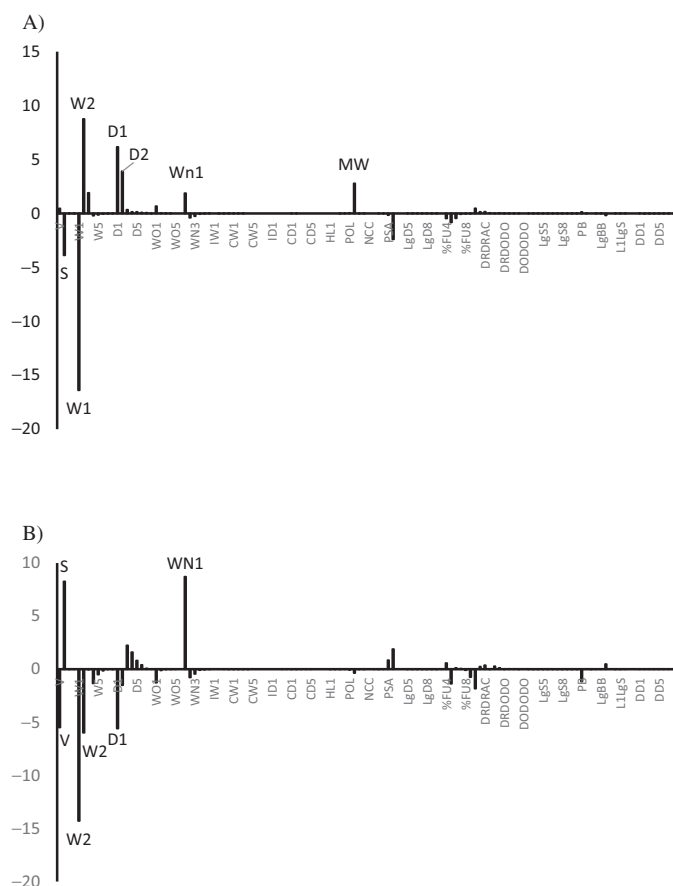 A)
15
W2
10
D1
D2
5
Wn1
MW
0
V W1 W5 D1 D5 WO1 WO5 WN3 IW1 CW1 CW5 ID1 CD1 CD5 HL1 POL NCC PSA LgD5 LgD8 %FU4 %FU8 DRDRAC DRDODO DODODO LgS5 LgS8 PB LgBB L1LgS DD1 DD5
−5
S
−10
−15
W1
−20
B)
10
S
WN1
5
0
V W1 W5 D1 D5 WO1 WO5 WN3 IW1 CW1 CW5 ID1 CD1 CD5 HL1 POL NCC PSA LgD5 LgD8 %FU4 %FU8 DRDRAC DRDODO DODODO LgS5 LgS8 PB LgBB L1LgS DD1 DD5
−5
V
W2
D1
−10
−15
W2
−20